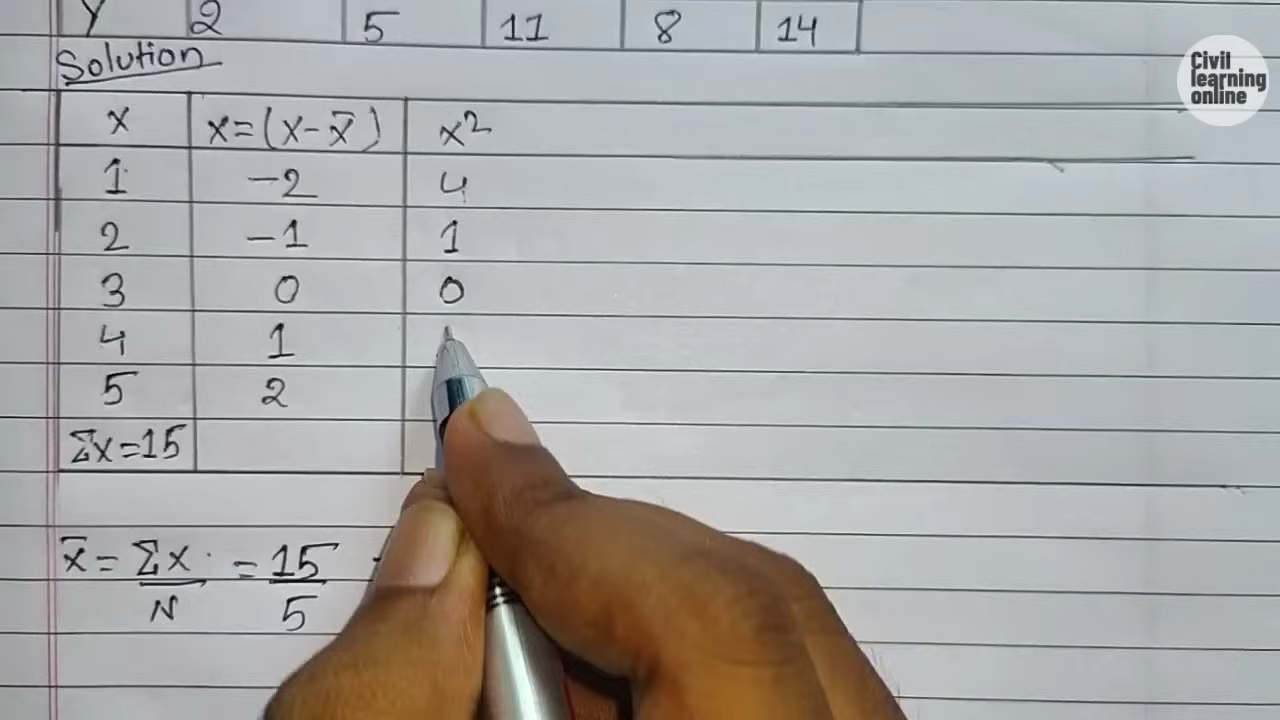 Y 2 5 11 8 14
Solution
Civil learning online
x x=(x-x̄) x²
1 -2 4
2 -1 1
3 0 0
4 1
5 2
Σx=15
x̄ = Σx/N = 15/5